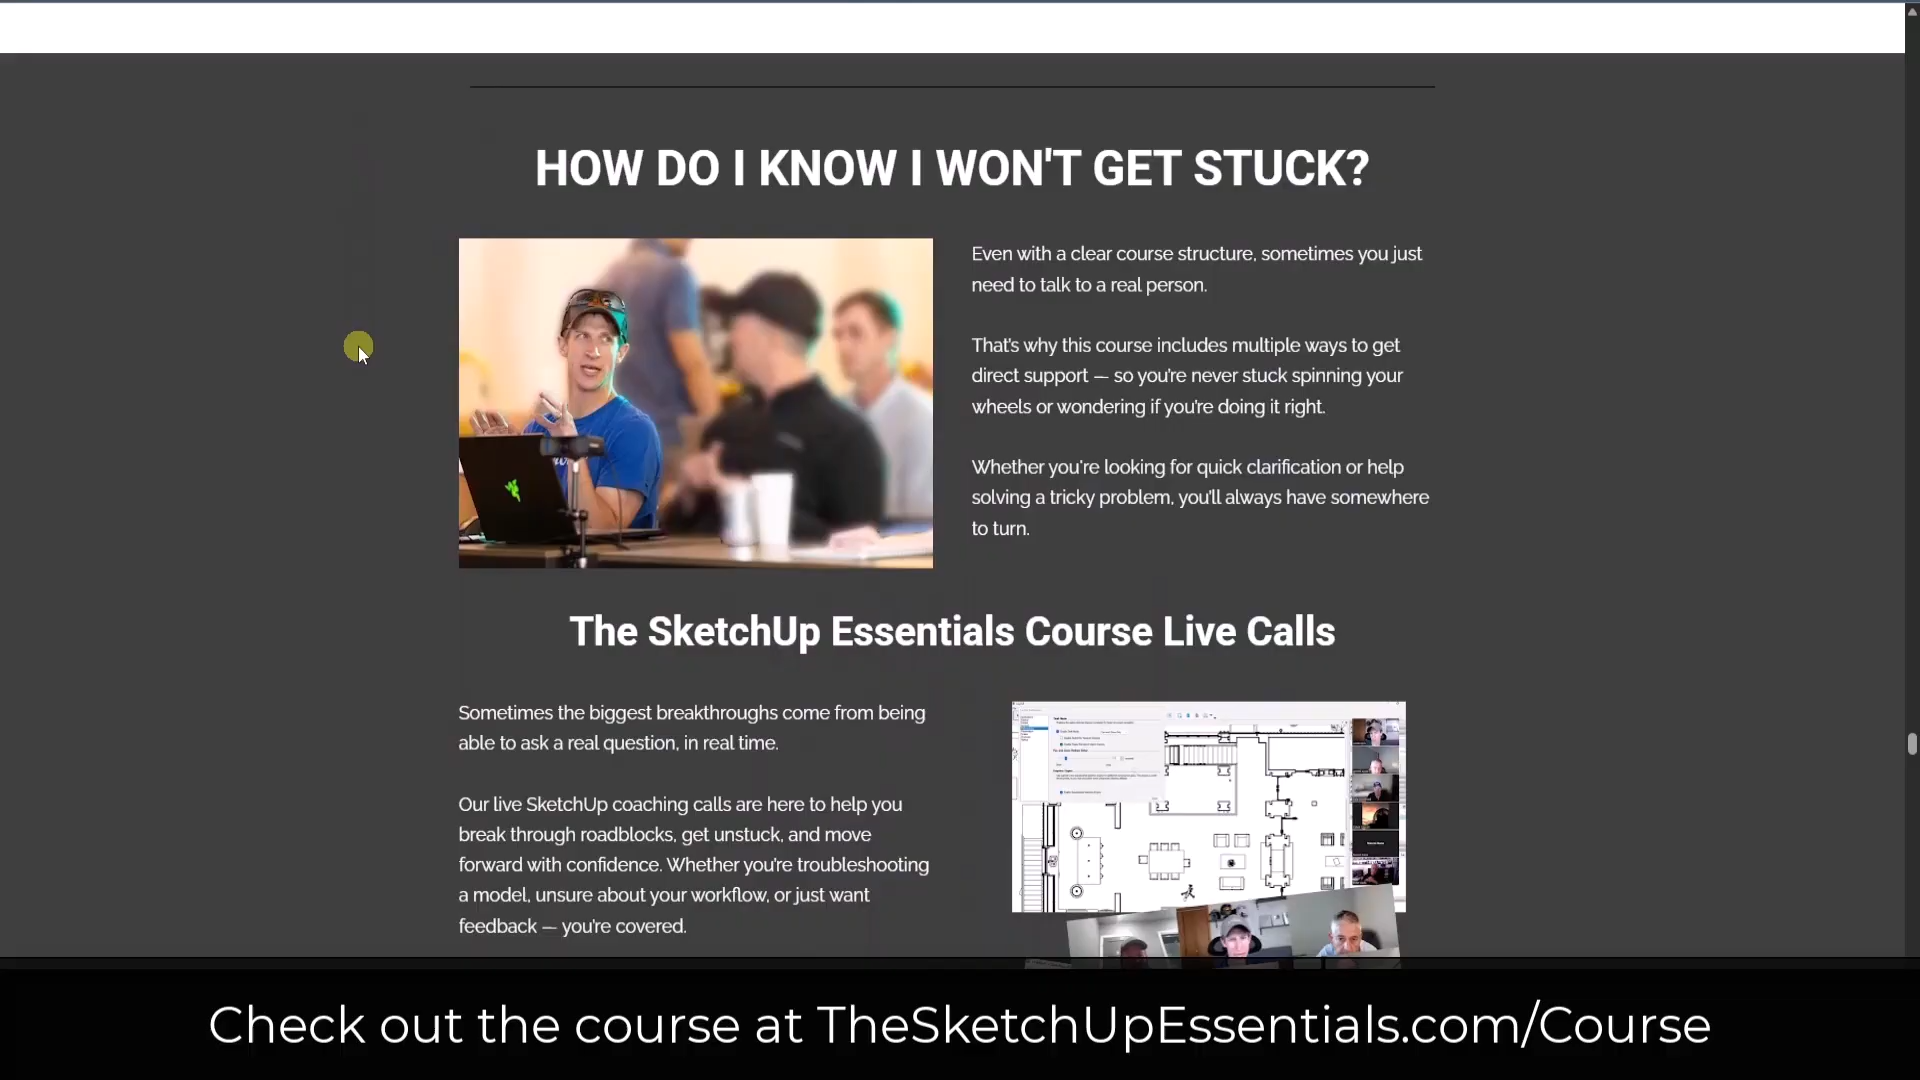 HOW DO I KNOW I WON'T GET STUCK?
Even with a clear course structure, sometimes you just
need to talk to a real person.
That's why this course includes multiple ways to get
direct support — so you're never stuck spinning your
wheels or wondering if you're doing it right.
Whether you're looking for quick clarification or help
solving a tricky problem, you'll always have somewhere
to turn.
The SketchUp Essentials Course Live Calls
Sometimes the biggest breakthroughs come from being
able to ask a real question, in real time.
Our live SketchUp coaching calls are here to help you
break through roadblocks, get unstuck, and move
forward with confidence. Whether you're troubleshooting
a model, unsure about your workflow, or just want
feedback — you're covered.
Check out the course at TheSketchUpEssentials.com/Course